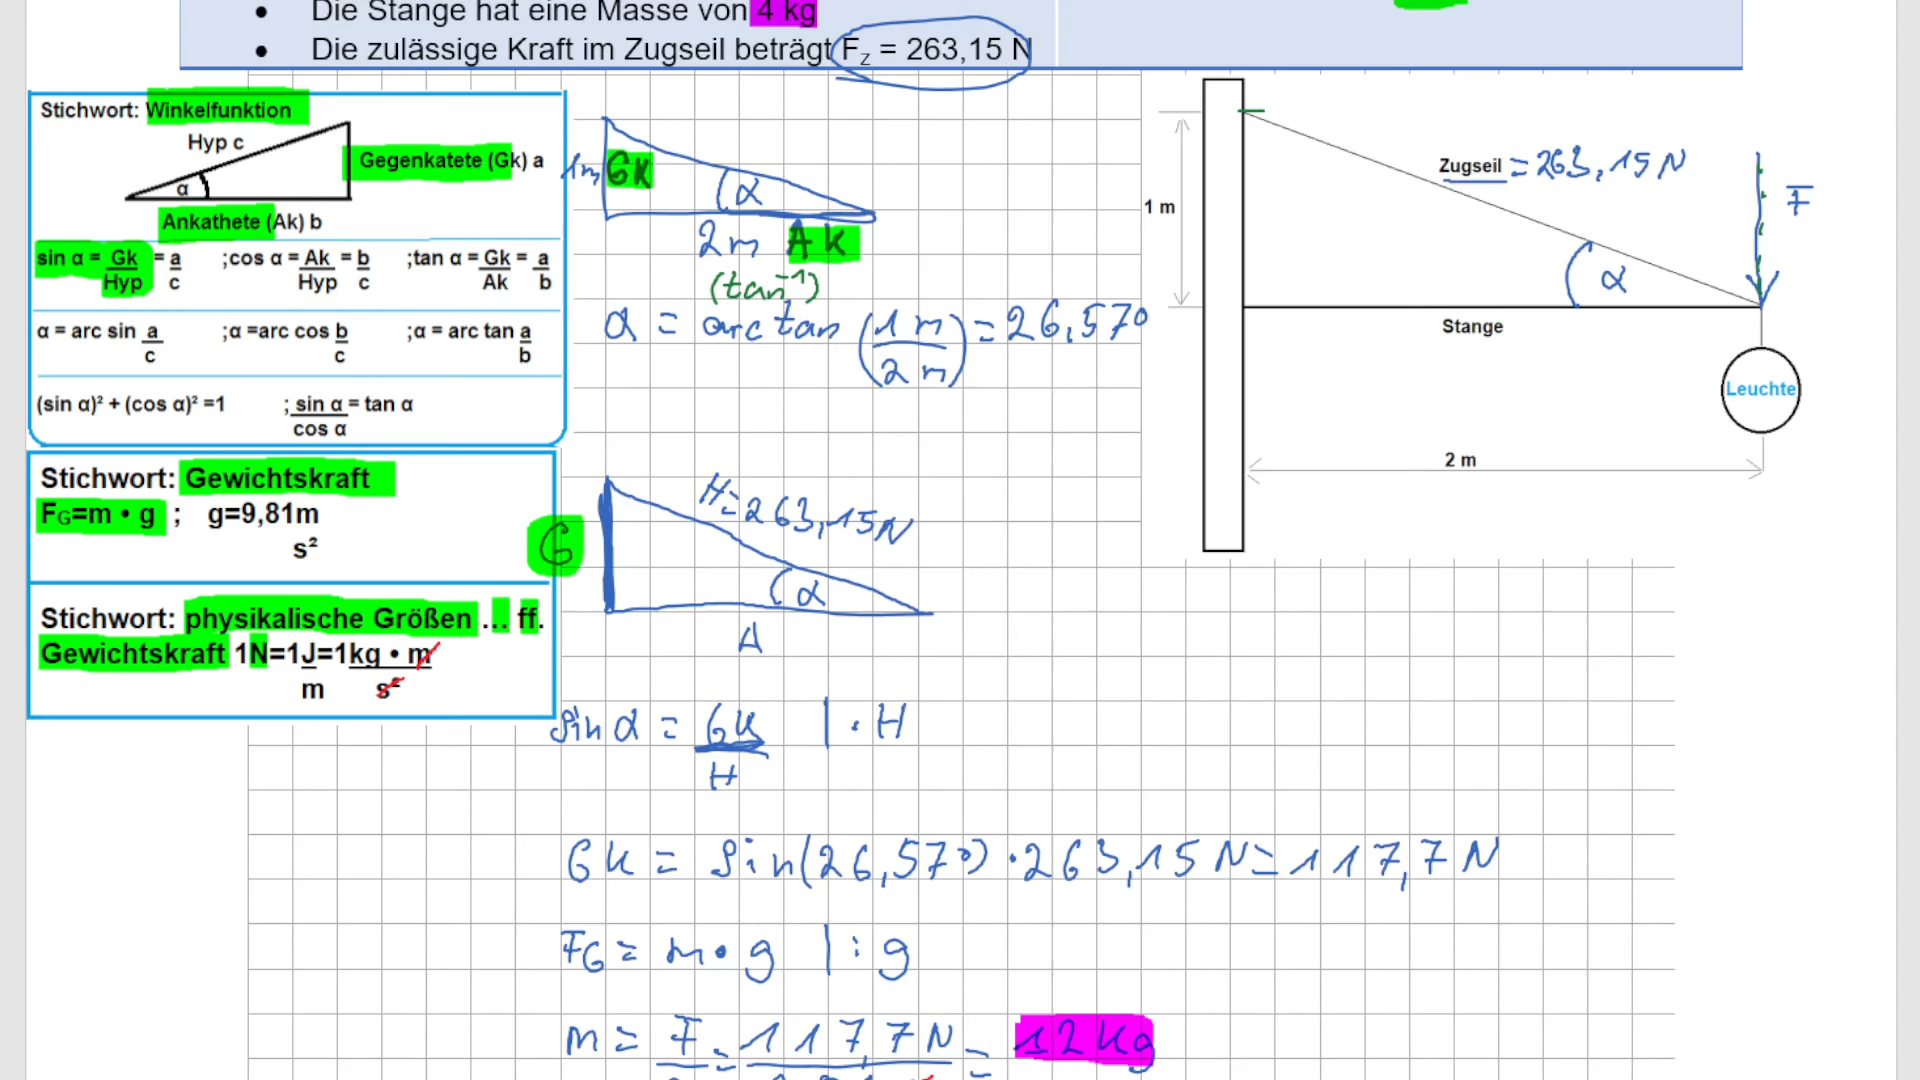 • Die Stange hat eine Masse von 4 kg
• Die zulässige Kraft im Zugseil beträgt Fz = 263,15 N
Stichwort: Winkelfunktion
Hyp c
Gegenkatete (Gk) a
α
Ankathete (Ak) b
sin α = Gk = a ;cos α = Ak = b ;tan α = Gk = a
Hyp c Hyp c Ak b
α = arc sin a ;α =arc cos b ;α = arc tan a
c c b
(sin α)² + (cos α)² =1 ; sin α = tan α
cos α
Stichwort: Gewichtskraft
FG=m • g ; g=9,81m
s²
Stichwort: physikalische Größen ... ff.
Gewichtskraft 1N=1J=1kg • m
m s²
1m GK
α
2m AK
(tan⁻¹)
α = arc tan (1 m) = 26,57°
2 m
G
H=263,15N
α
A
sin α = GK | · H
H
GK = sin(26,57°) · 263,15 N = 117,7 N
FG = m · g | : g
m = F = 117,7 N = 12 Kg
Zugseil = 263,15 N
F
1 m
α
Stange
Leuchte
2 m